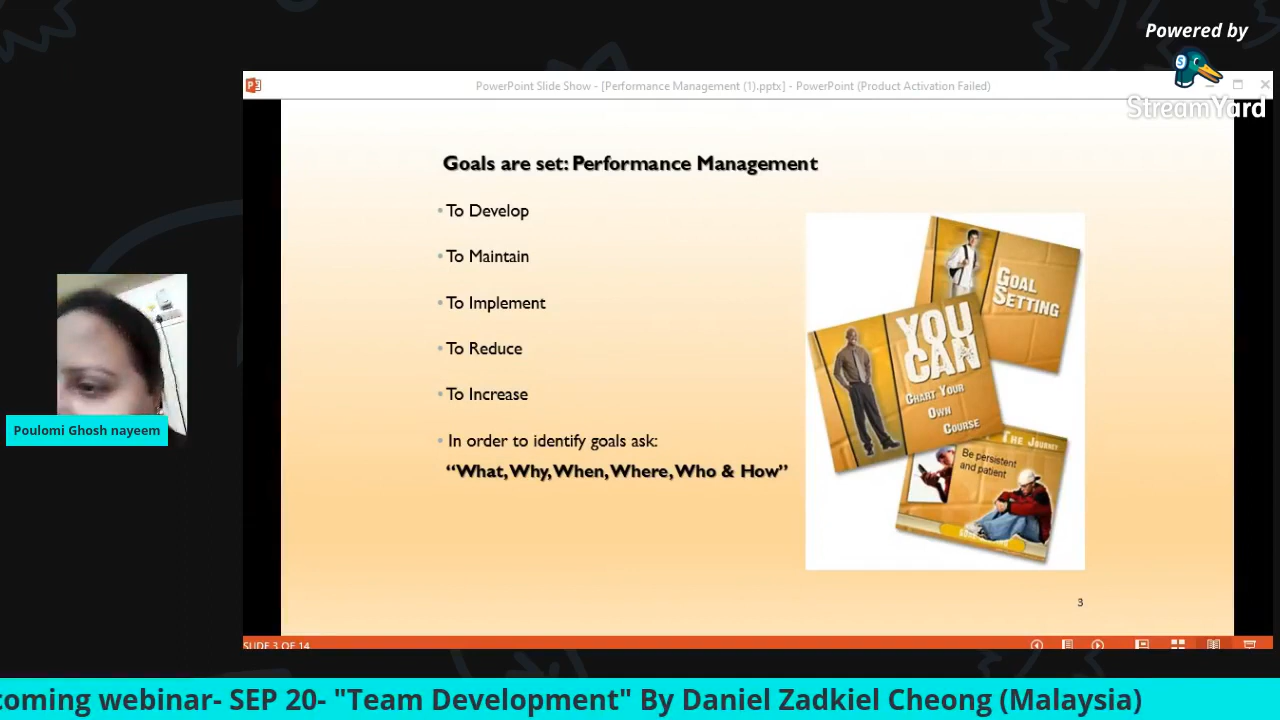 Powered by
StreamYard
PowerPoint Slide Show - [Performance Management (1).pptx] - PowerPoint (Product Activation Failed)
Goals are set: Performance Management
• To Develop
• To Maintain
• To Implement
• To Reduce
• To Increase
• In order to identify goals ask:
“What, Why, When, Where, Who & How”
GOAL
SETTING
YOU
CAN
CHART YOUR
OWN
COURSE
THE JOURNEY
Be persistent
and patient
3
SLIDE 3 OF 14
Poulomi Ghosh nayeem
coming webinar- SEP 20- "Team Development" By Daniel Zadkiel Cheong (Malaysia)